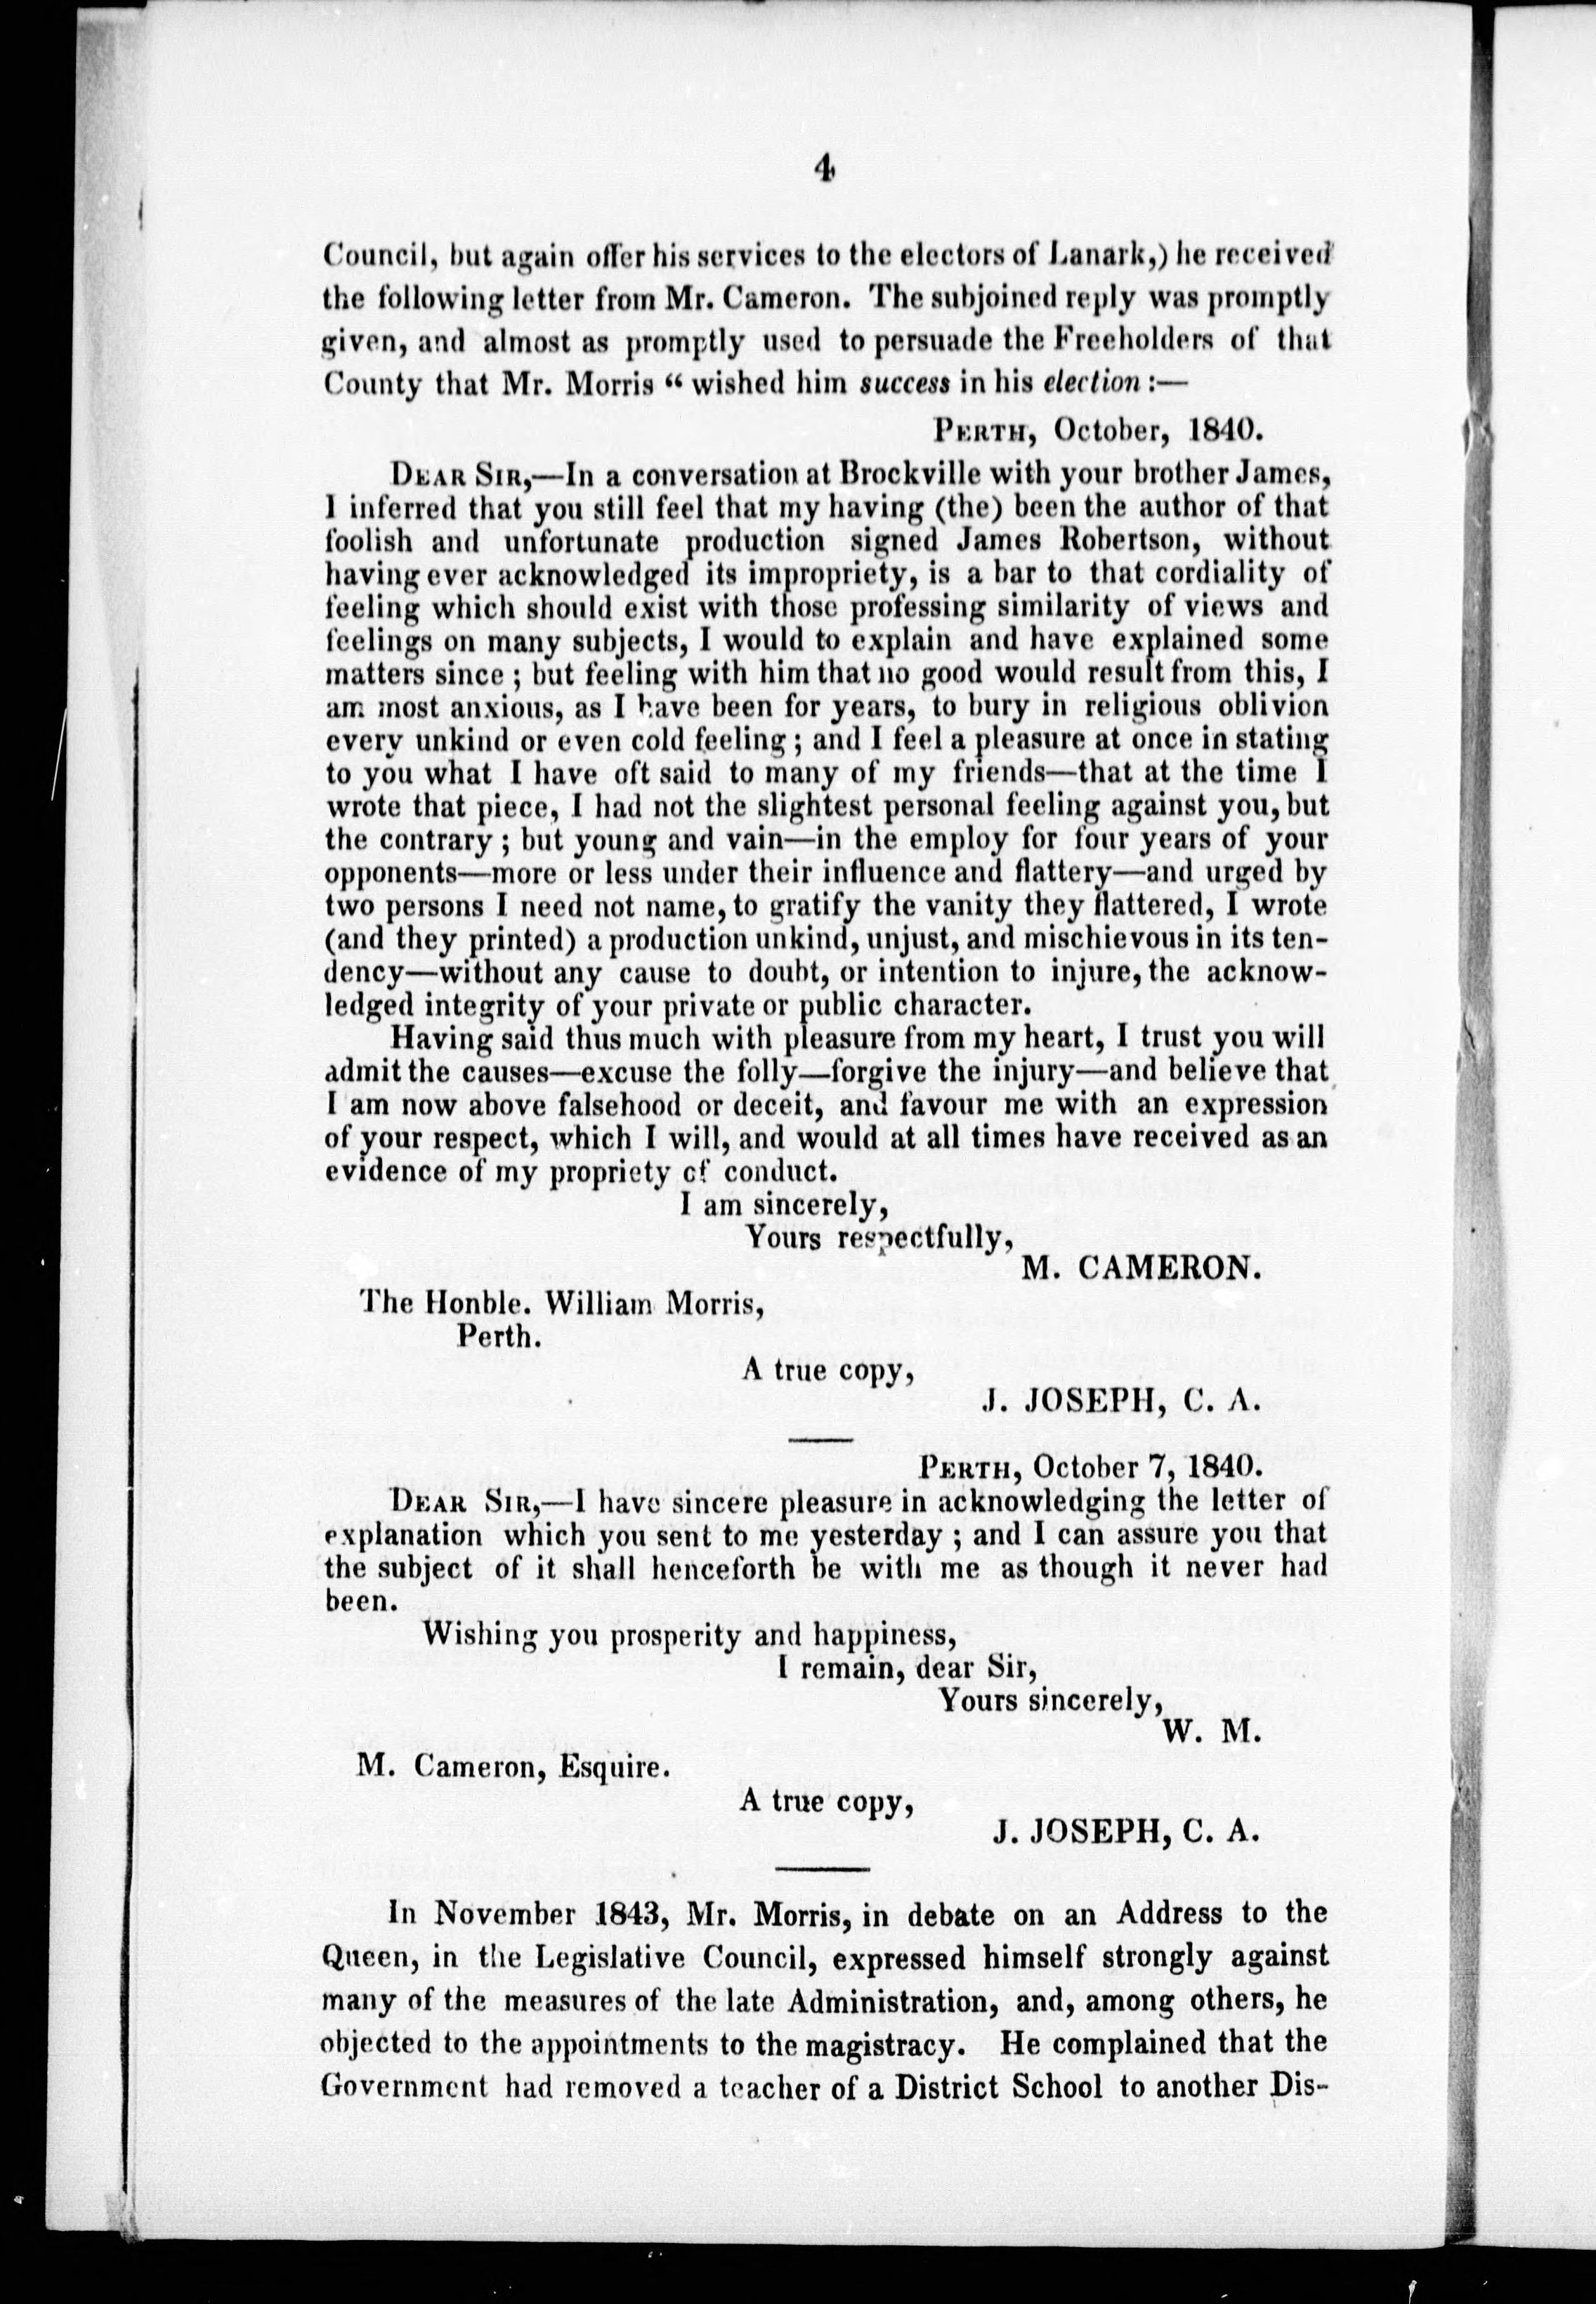 4
Council, but again offer his services to the electors of Lanark,) he received
the following letter from Mr. Cameron. The subjoined reply was promptly
given, and almost as promptly used to persuade the Freeholders of that
County that Mr. Morris “ wished him success in his election :—
PERTH, October, 1840.
DEAR SIR,—In a conversation at Brockville with your brother James,
I inferred that you still feel that my having (the) been the author of that
foolish and unfortunate production signed James Robertson, without
having ever acknowledged its impropriety, is a bar to that cordiality of
feeling which should exist with those professing similarity of views and
feelings on many subjects, I would to explain and have explained some
matters since ; but feeling with him that no good would result from this, I
am most anxious, as I have been for years, to bury in religious oblivion
every unkind or even cold feeling ; and I feel a pleasure at once in stating
to you what I have oft said to many of my friends—that at the time I
wrote that piece, I had not the slightest personal feeling against you, but
the contrary ; but young and vain—in the employ for four years of your
opponents—more or less under their influence and flattery—and urged by
two persons I need not name, to gratify the vanity they flattered, I wrote
(and they printed) a production unkind, unjust, and mischievous in its ten-
dency—without any cause to doubt, or intention to injure, the acknow-
ledged integrity of your private or public character.
Having said thus much with pleasure from my heart, I trust you will
admit the causes—excuse the folly—forgive the injury—and believe that
I am now above falsehood or deceit, and favour me with an expression
of your respect, which I will, and would at all times have received as an
evidence of my propriety of conduct.
I am sincerely,
Yours respectfully,
M. CAMERON.
The Honble. William Morris,
Perth.
A true copy,
J. JOSEPH, C. A.
PERTH, October 7, 1840.
DEAR SIR,—I have sincere pleasure in acknowledging the letter of
explanation which you sent to me yesterday ; and I can assure you that
the subject of it shall henceforth be with me as though it never had
been.
Wishing you prosperity and happiness,
I remain, dear Sir,
Yours sincerely,
W. M.
M. Cameron, Esquire.
A true copy,
J. JOSEPH, C. A.
In November 1843, Mr. Morris, in debate on an Address to the
Queen, in the Legislative Council, expressed himself strongly against
many of the measures of the late Administration, and, among others, he
objected to the appointments to the magistracy. He complained that the
Government had removed a teacher of a District School to another Dis-